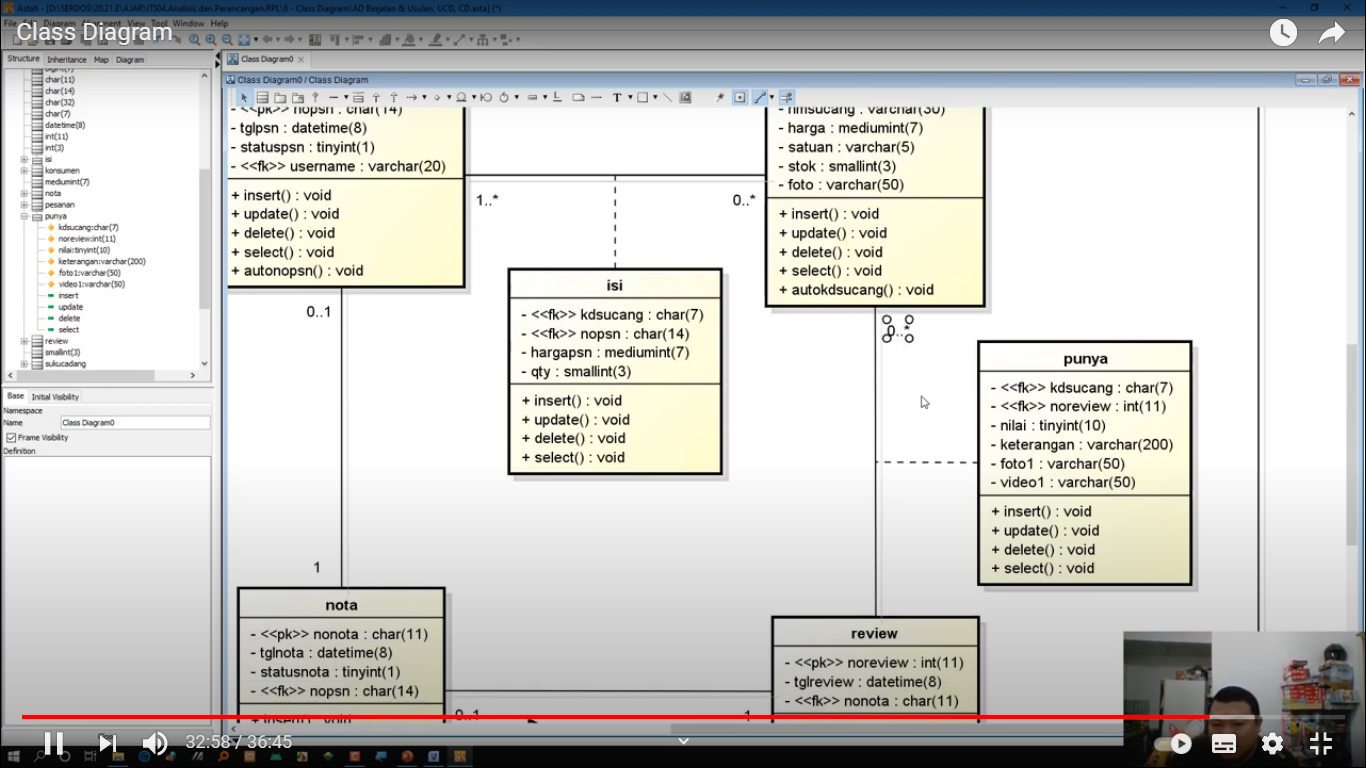 Astah - [D:\SERDOS\20.21.E\AJAR\IT504.Analisis.dan.Perancangan.RPL\6 - Class Diagram\AD Berjalan & Usulan, UCD, CD.asta] (*)
File Edit Diagram Alignment View Tool Window Help
Class Diagram
Structure Inheritance Map Diagram
Class Diagram0
Class Diagram0 / Class Diagram
char(11)
char(14)
char(32)
char(7)
datetime(8)
int(11)
int(3)
isi
konsumen
mediumint(7)
nota
pesanan
punya
kdsucang:char(7)
noreview:int(11)
nilai:tinyint(10)
keterangan:varchar(200)
foto1:varchar(50)
video1:varchar(50)
insert
update
delete
select
review
smallint(3)
sukucadang
Base Initial Visibility
Namespace
Name Class Diagram0
Frame Visibility
Definition
- <<pk>> nopsn : char(14)
- tglpsn : datetime(8)
- statuspsn : tinyint(1)
- <<fk>> username : varchar(20)
+ insert() : void
+ update() : void
+ delete() : void
+ select() : void
+ autonopsn() : void
1..*
0..*
- nmsucang : varchar(30)
- harga : mediumint(7)
- satuan : varchar(5)
- stok : smallint(3)
- foto : varchar(50)
+ insert() : void
+ update() : void
+ delete() : void
+ select() : void
+ autokdsucang() : void
isi
- <<fk>> kdsucang : char(7)
- <<fk>> nopsn : char(14)
- hargapsn : mediumint(7)
- qty : smallint(3)
+ insert() : void
+ update() : void
+ delete() : void
+ select() : void
0..1
0..*
punya
- <<fk>> kdsucang : char(7)
- <<fk>> noreview : int(11)
- nilai : tinyint(10)
- keterangan : varchar(200)
- foto1 : varchar(50)
- video1 : varchar(50)
+ insert() : void
+ update() : void
+ delete() : void
+ select() : void
1
nota
- <<pk>> nonota : char(11)
- tglnota : datetime(8)
- statusnota : tinyint(1)
- <<fk>> nopsn : char(14)
+ insert() : void
0..1
1
review
- <<pk>> noreview : int(11)
- tglreview : datetime(8)
- <<fk>> nonota : char(11)
32:58 / 36:45